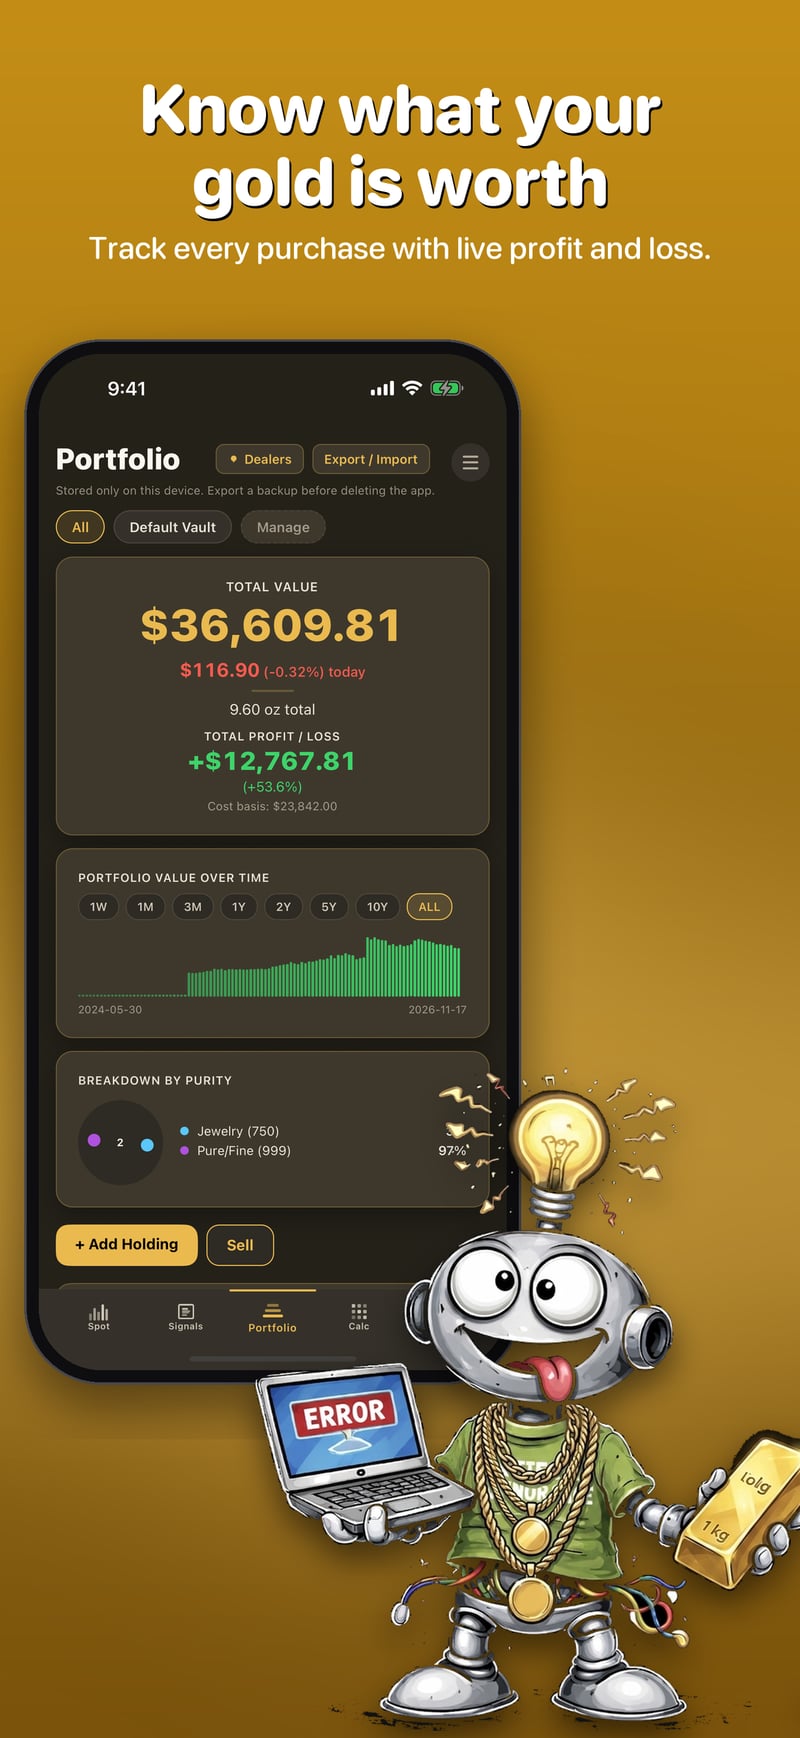 Know what your
gold is worth
Track every purchase with live profit and loss.
9:41
Portfolio
Dealers
Export / Import
Stored only on this device. Export a backup before deleting the app.
All
Default Vault
Manage
TOTAL VALUE
$36,609.81
$116.90 (-0.32%) today
9.60 oz total
TOTAL PROFIT / LOSS
+$12,767.81
(+53.6%)
Cost basis: $23,842.00
PORTFOLIO VALUE OVER TIME
1W 1M 3M 1Y 2Y 5Y 10Y ALL
2024-05-30 2026-11-17
BREAKDOWN BY PURITY
2
Jewelry (750)
Pure/Fine (999) 97%
+ Add Holding
Sell
Spot Signals Portfolio Calc
ERROR
1 kg